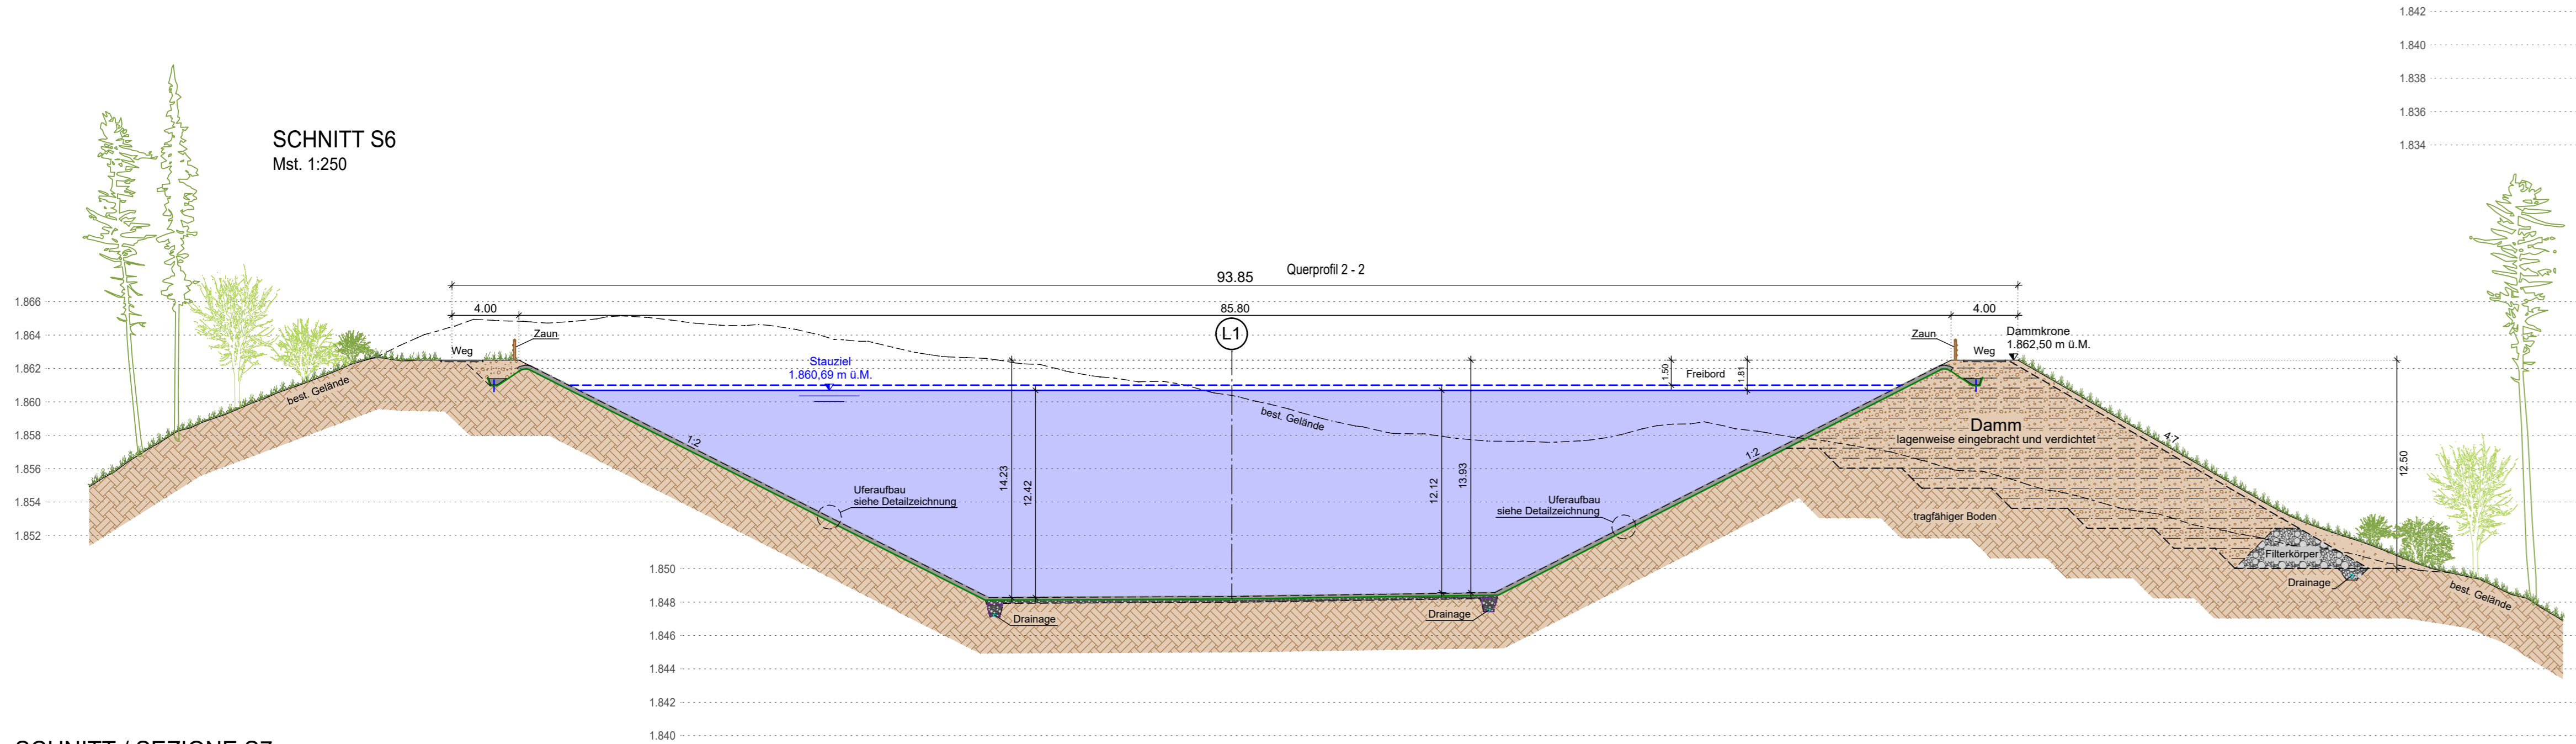 1.842
1.840
1.838
1.836
1.834
SCHNITT S6
Mst. 1:250
Querprofil 2 - 2
93.85
1.866
4.00
85.80
4.00
1.864
Zaun
L1
Zaun
Dammkrone
1.862,50 m ü.M.
Weg
Weg
1.862
Stauziel
1.860,69 m ü.M.
1.50
Freibord
1.81
best. Gelände
1.860
best. Gelände
1.858
1:2
Damm
lagenweise eingebracht und verdichtet
4:7
1:2
1.856
14.23
12.42
12.12
13.93
12.50
Uferaufbau
siehe Detailzeichnung
Uferaufbau
siehe Detailzeichnung
1.854
tragfähiger Boden
1.852
Filterkörper
1.850
Drainage
best. Gelände
1.848
Drainage
Drainage
1.846
1.844
1.842
1.840
SCHNITT / SEZIONE S7